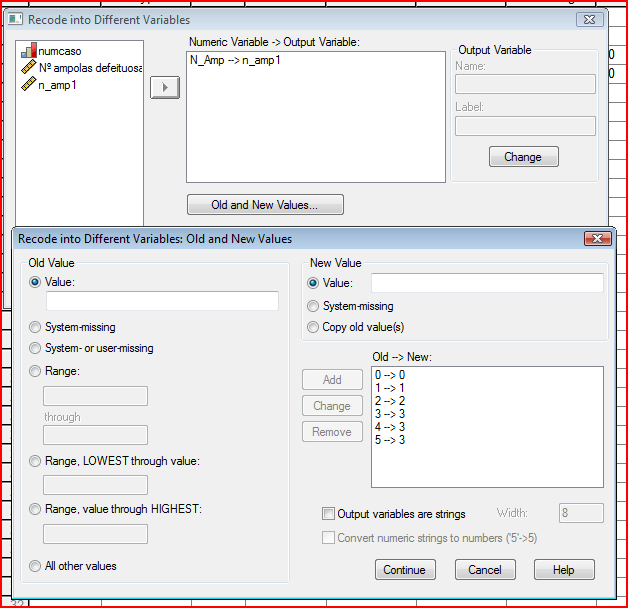 Recode into Different Variables
numcaso
Nº ampolas defeituosa
n_amp1
Numeric Variable -> Output Variable:
N_Amp --> n_amp1
Output Variable
Name:
Label:
Change
Old and New Values...
0
0
Recode into Different Variables: Old and New Values
Old Value
Value:
System-missing
System- or user-missing
Range:
through
Range, LOWEST through value:
Range, value through HIGHEST:
All other values
New Value
Value:
System-missing
Copy old value(s)
Old --> New:
Add
Change
Remove
0 --> 0
1 --> 1
2 --> 2
3 --> 3
4 --> 3
5 --> 3
Output variables are strings
Width:
8
Convert numeric strings to numbers ('5'->5)
Continue
Cancel
Help
32